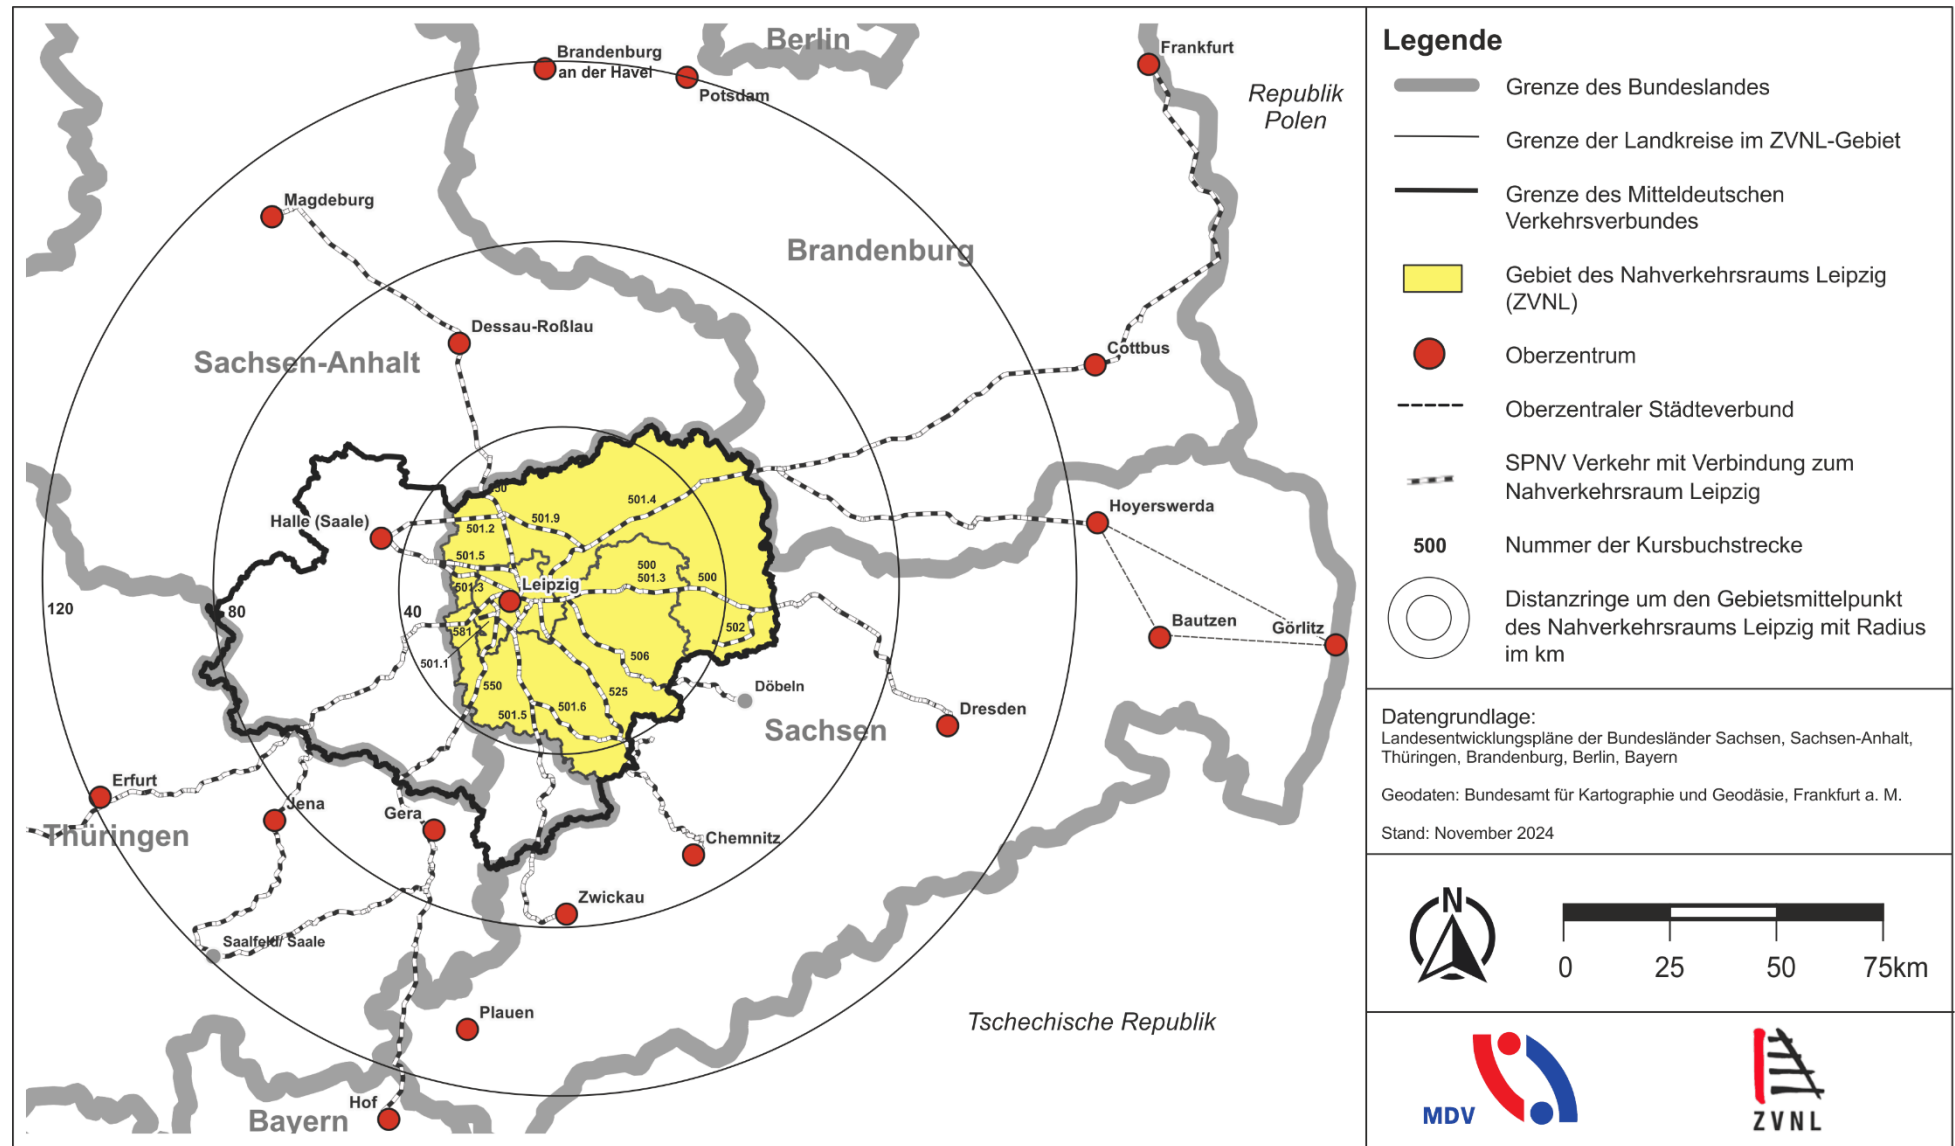 Berlin
Brandenburg
an der Havel
Potsdam
Frankfurt
Republik
Polen
Magdeburg
Brandenburg
Dessau-Roßlau
Sachsen-Anhalt
Cottbus
Halle (Saale)
501.2
501.9
501.4
501.5
501.3
500
501.3
500
Leipzig
Hoyerswerda
120
80
40
581
501.1
502
506
550
525
501.5
501.6
Döbeln
Sachsen
Bautzen
Görlitz
Dresden
Erfurt
Jena
Gera
Thüringen
Chemnitz
Zwickau
Saalfeld/ Saale
Plauen
Tschechische Republik
Hof
Bayern
Legende
Grenze des Bundeslandes
Grenze der Landkreise im ZVNL-Gebiet
Grenze des Mitteldeutschen
Verkehrsverbundes
Gebiet des Nahverkehrsraums Leipzig
(ZVNL)
Oberzentrum
Oberzentraler Städteverbund
SPNV Verkehr mit Verbindung zum
Nahverkehrsraum Leipzig
500 Nummer der Kursbuchstrecke
Distanzringe um den Gebietsmittelpunkt
des Nahverkehrsraums Leipzig mit Radius
im km
Datengrundlage:
Landesentwicklungspläne der Bundesländer Sachsen, Sachsen-Anhalt,
Thüringen, Brandenburg, Berlin, Bayern
Geodaten: Bundesamt für Kartographie und Geodäsie, Frankfurt a. M.
Stand: November 2024
N
0 25 50 75km
MDV
ZVNL